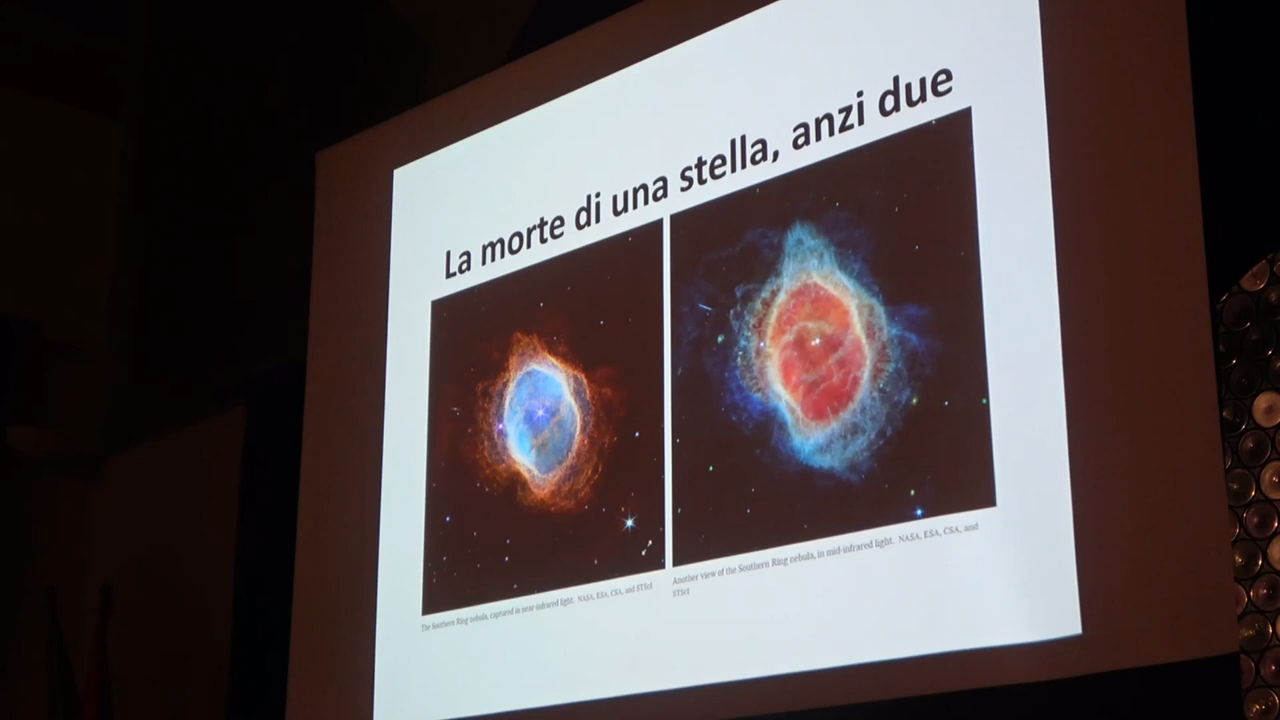 La morte di una stella, anzi due
The Southern Ring nebula, captured in near-infrared light. NASA, ESA, CSA, and STScI
Another view of the Southern Ring nebula, in mid-infrared light. NASA, ESA, CSA, and
STScI